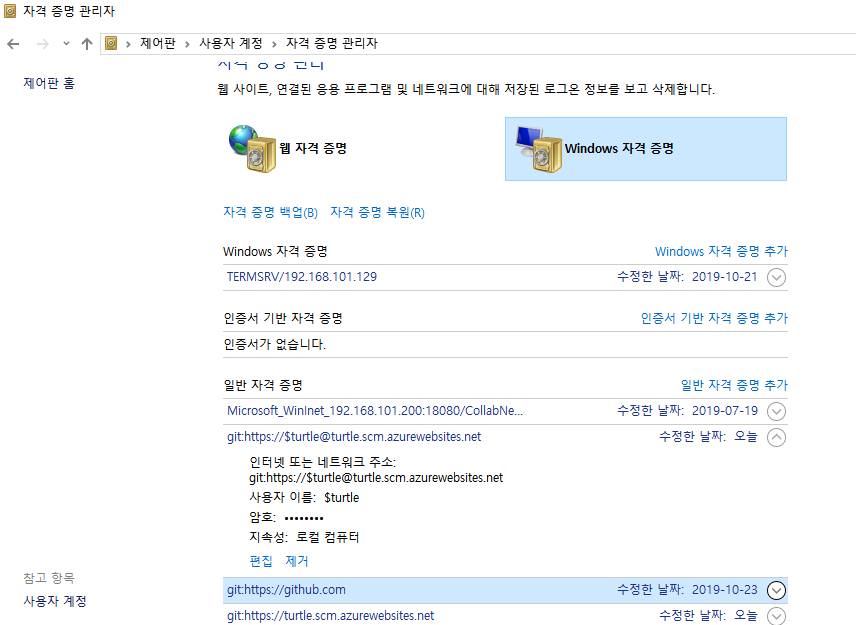 자격 증명 관리자
제어판 > 사용자 계정 > 자격 증명 관리자
제어판 홈
자격 증명 관리
웹 사이트, 연결된 응용 프로그램 및 네트워크에 대해 저장된 로그온 정보를 보고 삭제합니다.
웹 자격 증명
Windows 자격 증명
자격 증명 백업(B) 자격 증명 복원(R)
Windows 자격 증명 Windows 자격 증명 추가
TERMSRV/192.168.101.129 수정한 날짜: 2019-10-21
인증서 기반 자격 증명 인증서 기반 자격 증명 추가
인증서가 없습니다.
일반 자격 증명 일반 자격 증명 추가
Microsoft_WinInet_192.168.101.200:18080/CollabNe... 수정한 날짜: 2019-07-19
git:https://$turtle@turtle.scm.azurewebsites.net 수정한 날짜: 오늘
인터넷 또는 네트워크 주소:
git:https://$turtle@turtle.scm.azurewebsites.net
사용자 이름: $turtle
암호: ••••••••
지속성: 로컬 컴퓨터
편집 제거
git:https://github.com 수정한 날짜: 2019-10-23
git:https://turtle.scm.azurewebsites.net 수정한 날짜: 오늘
참고 항목
사용자 계정